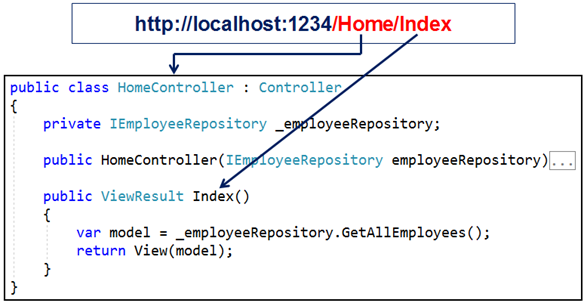 http://localhost:1234/Home/Index
public class HomeController : Controller
{
private IEmployeeRepository _employeeRepository;
public HomeController(IEmployeeRepository employeeRepository)...
public ViewResult Index()
{
var model = _employeeRepository.GetAllEmployees();
return View(model);
}
}